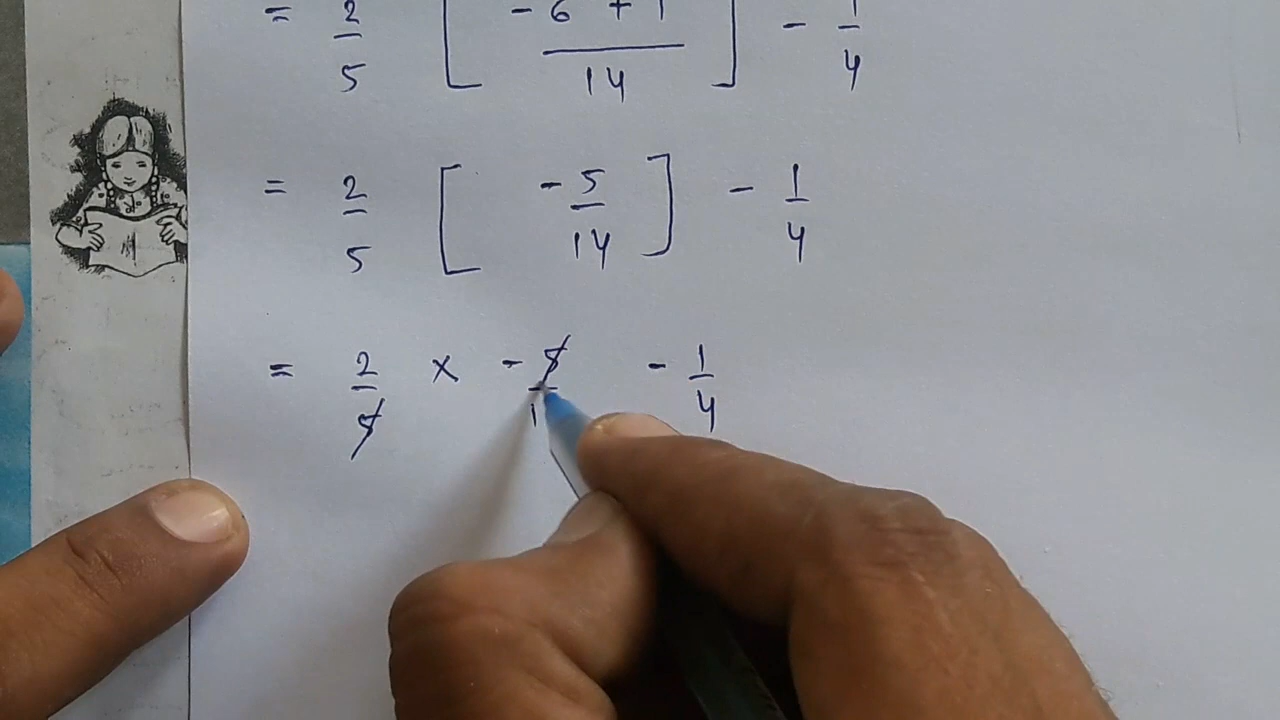 = 2/5 [ -6 + 1 / 14 ] - 1/4
= 2/5 [ -5/14 ] - 1/4
= 2/5 × -5/1 - 1/4